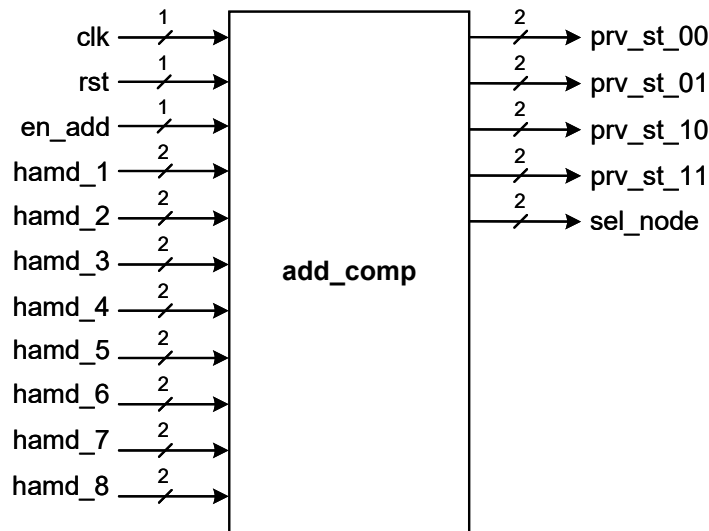 clk 1
rst 1
en_add 1
hamd_1 2
hamd_2 2
hamd_3 2
hamd_4 2
hamd_5 2
hamd_6 2
hamd_7 2
hamd_8 2
add_comp
2 prv_st_00
2 prv_st_01
2 prv_st_10
2 prv_st_11
2 sel_node